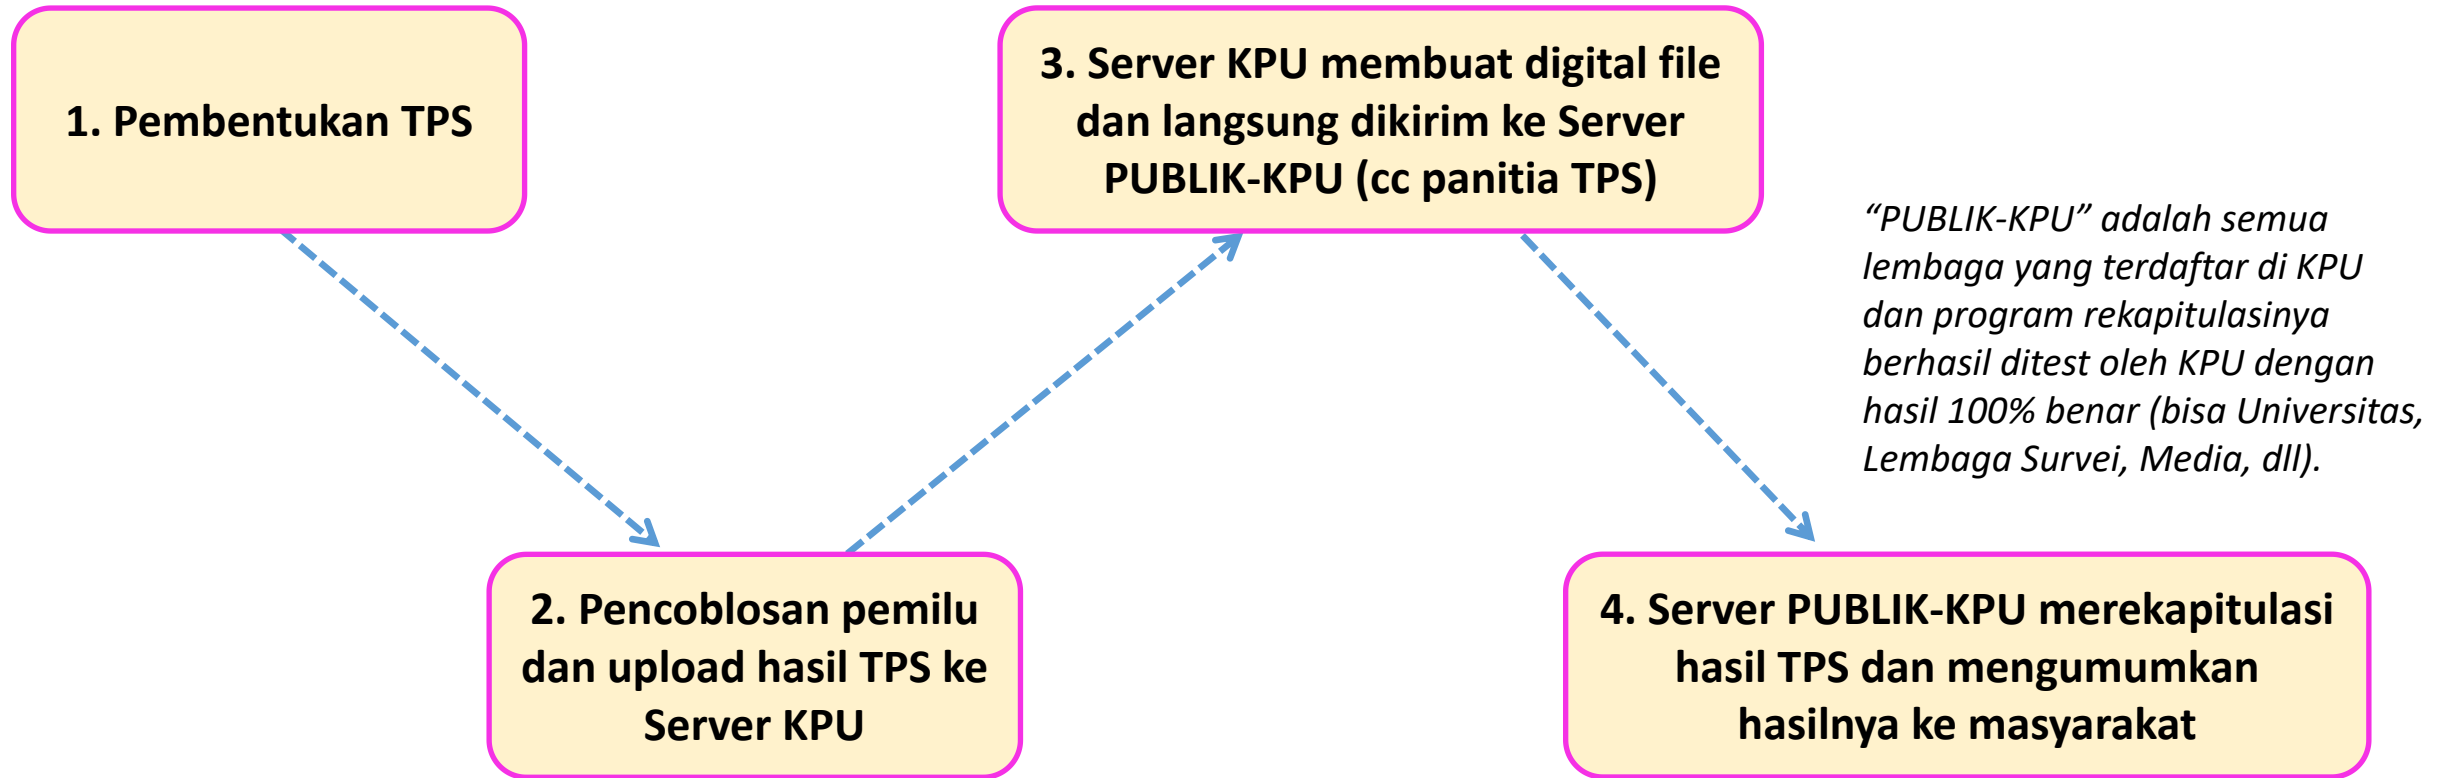 1. Pembentukan TPS
2. Pencoblosan pemilu
dan upload hasil TPS ke
Server KPU
3. Server KPU membuat digital file
dan langsung dikirim ke Server
PUBLIK-KPU (cc panitia TPS)
“PUBLIK-KPU” adalah semua
lembaga yang terdaftar di KPU
dan program rekapitulasinya
berhasil ditest oleh KPU dengan
hasil 100% benar (bisa Universitas,
Lembaga Survei, Media, dll).
4. Server PUBLIK-KPU merekapitulasi
hasil TPS dan mengumumkan
hasilnya ke masyarakat